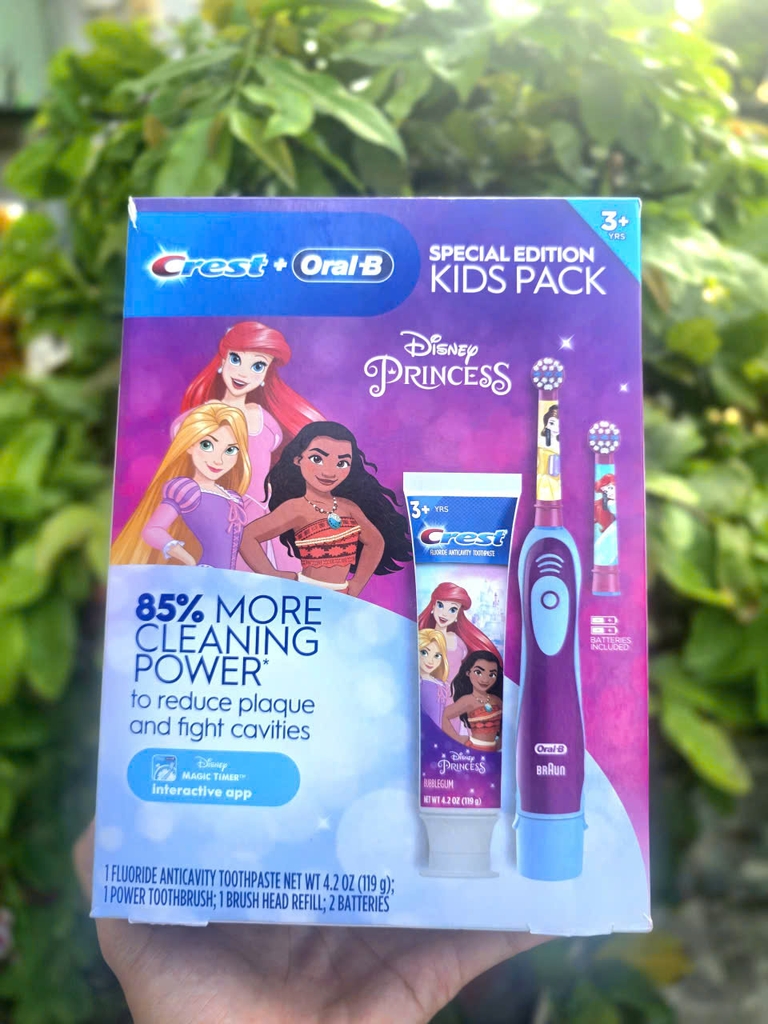 Crest + Oral-B
SPECIAL EDITION
KIDS PACK
3+
YRS
Disney
PRINCESS
3+ YRS
Crest
FLUORIDE ANTICAVITY TOOTHPASTE
Disney
PRINCESS
BUBBLEGUM
NET WT 4.2 OZ (119 g)
Oral-B
BRAUN
BATTERIES
INCLUDED
85% MORE
CLEANING
POWER*
to reduce plaque
and fight cavities
Disney
MAGIC TIMER™
interactive app
1 FLUORIDE ANTICAVITY TOOTHPASTE NET WT 4.2 OZ (119 g);
1 POWER TOOTHBRUSH; 1 BRUSH HEAD REFILL; 2 BATTERIES